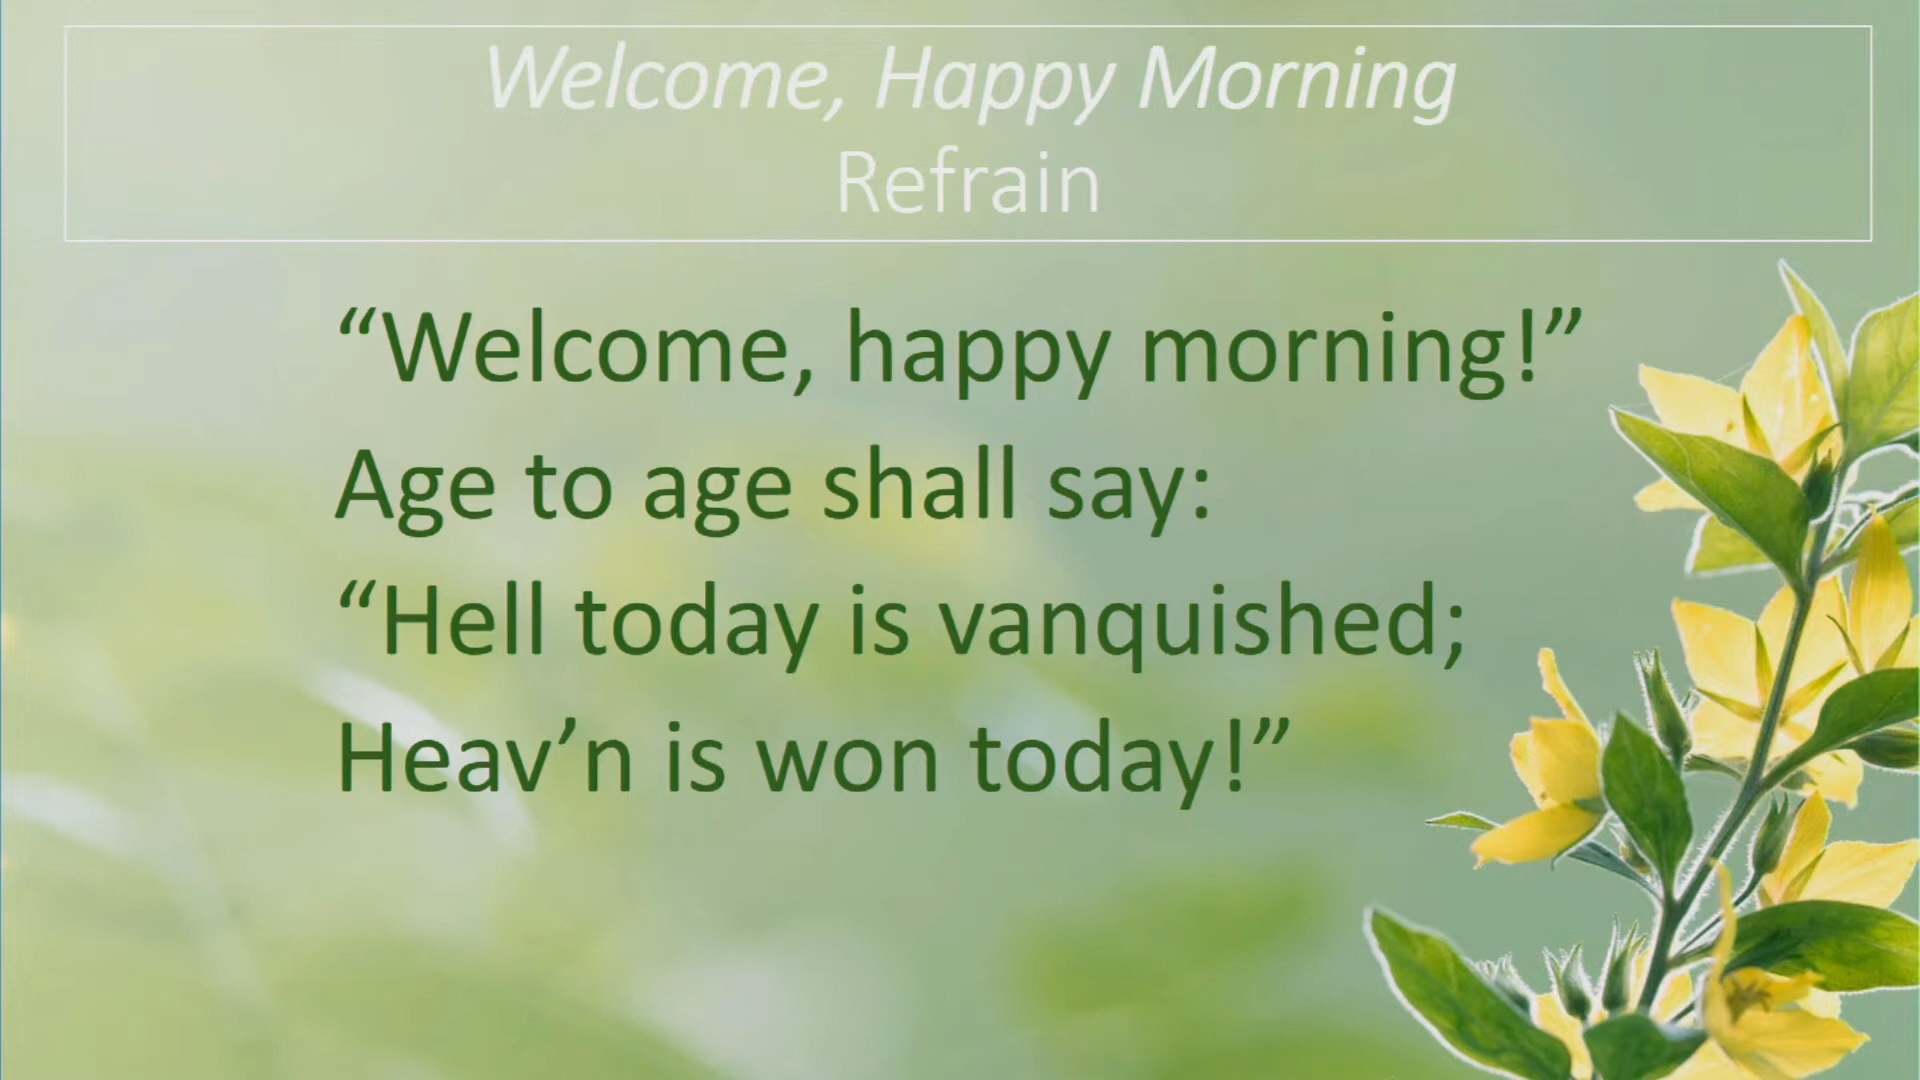 Welcome, Happy Morning
Refrain
“Welcome, happy morning!”
Age to age shall say:
“Hell today is vanquished;
Heav’n is won today!”